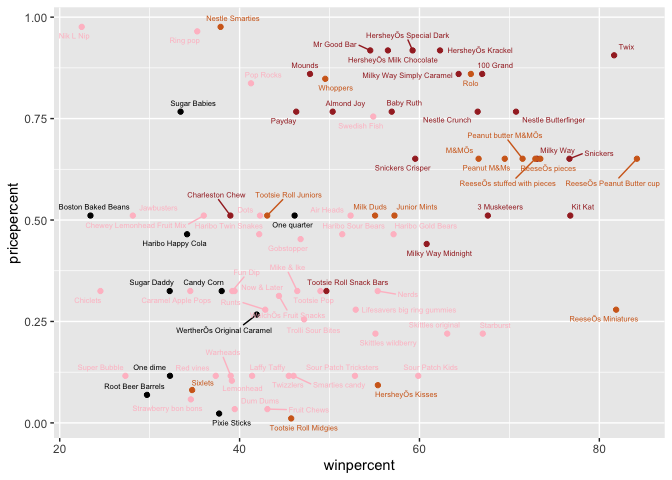 1.00
Nik L Nip
Ring pop
Nestle Smarties
HersheyÕs Special Dark
Mr Good Bar
HersheyÕs Krackel
HersheyÕs Milk Chocolate
Twix
Mounds
Milky Way Simply Caramel
100 Grand
Pop Rocks
Whoppers
Rolo
Sugar Babies
Almond Joy
Baby Ruth
0.75
Payday
Swedish Fish
Nestle Crunch
Nestle Butterfinger
Peanut butter M&MÕs
M&MÕs
Milky Way
Snickers
Snickers Crisper
Peanut M&Ms
ReeseÕs pieces
ReeseÕs stuffed with pieces
ReeseÕs Peanut Butter cup
Charleston Chew
Tootsie Roll Juniors
Boston Baked Beans
Jawbusters
Dots
Air Heads
Milk Duds
Junior Mints
3 Musketeers
Kit Kat
0.50
Chewy Lemonhead Fruit Mix
Haribo Twin Snakes
One quarter
Haribo Sour Bears
Haribo Gold Bears
Haribo Happy Cola
Gobstopper
Milky Way Midnight
Fun Dip
Mike & Ike
Sugar Daddy
Candy Corn
Now & Later
Tootsie Roll Snack Bars
Chiclets
Caramel Apple Pops
Runts
Tootsie Pop
Nerds
WelchÕs Fruit Snacks
Lifesavers big ring gummies
ReeseÕs Miniatures
0.25
WertherÕs Original Caramel
Trolli Sour Bites
Skittles original
Starburst
Skittles wildberry
Warheads
Super Bubble
One dime
Red vines
Laffy Taffy
Sour Patch Tricksters
Sour Patch Kids
Root Beer Barrels
Sixlets
Lemonhead
Twizzlers
Smarties candy
HersheyÕs Kisses
Strawberry bon bons
Dum Dums
Fruit Chews
0.00
Pixie Sticks
Tootsie Roll Midgies
20
40
60
80
winpercent
pricepercent